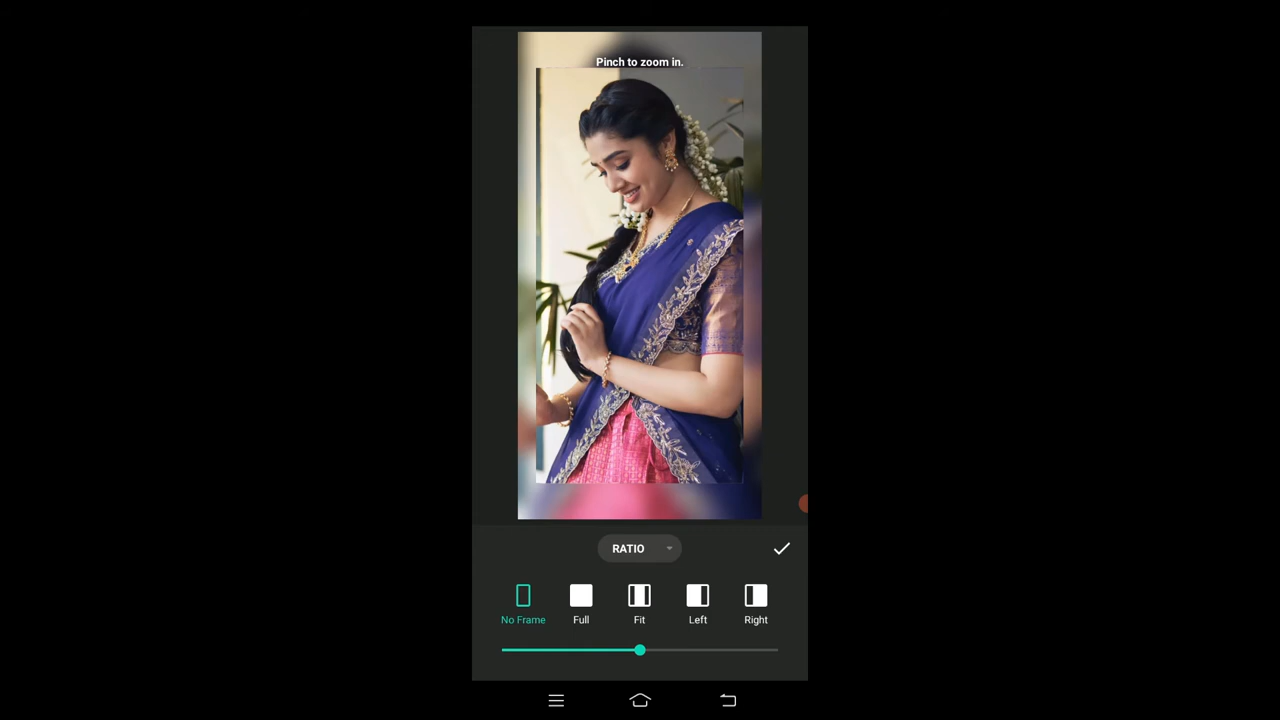 Pinch to zoom in.
RATIO
No Frame
Full
Fit
Left
Right